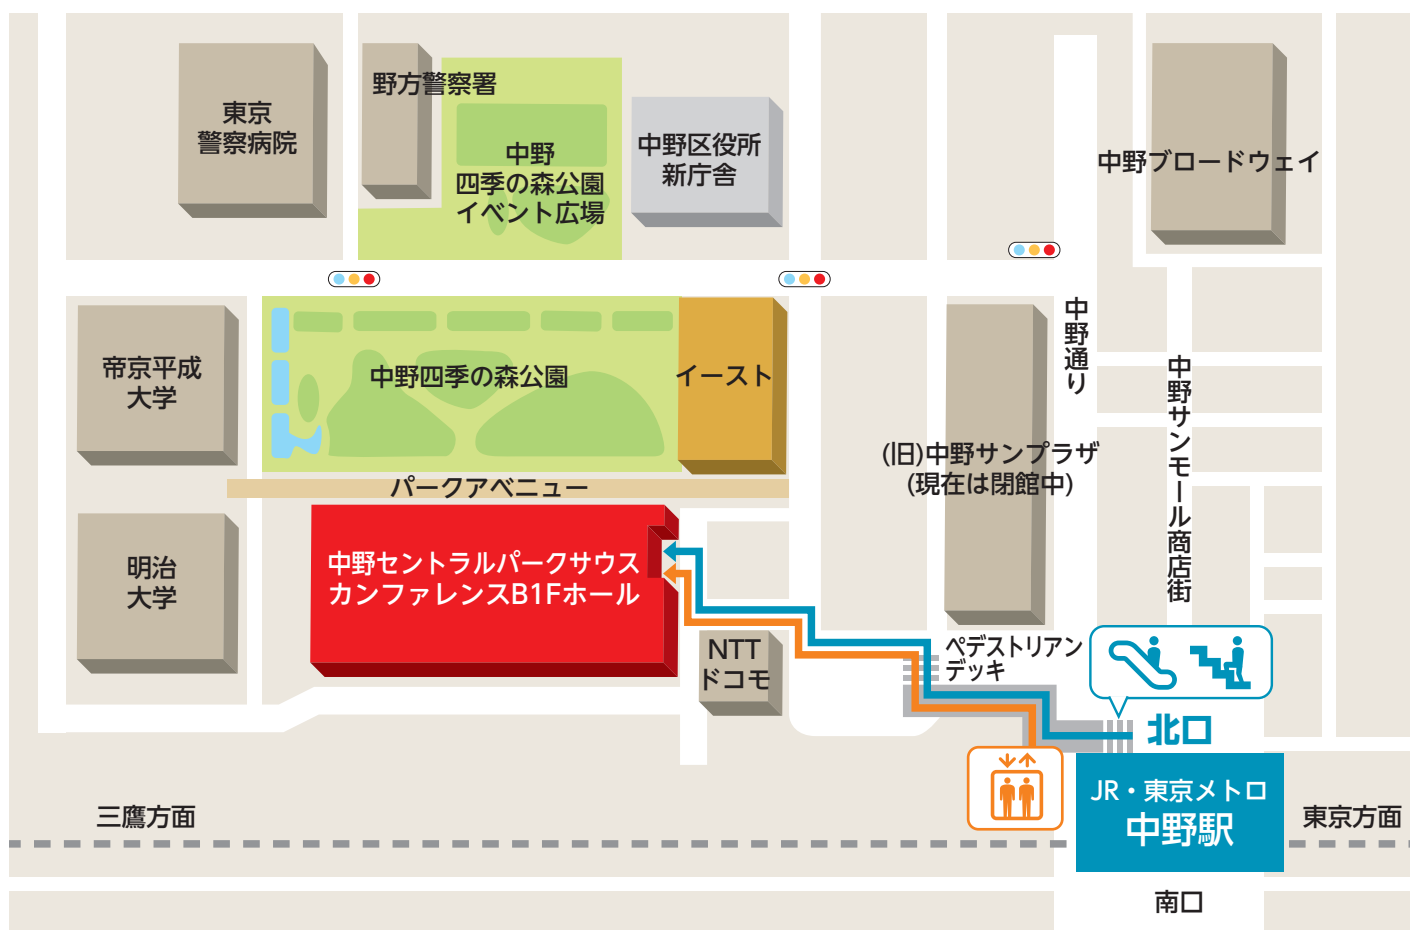 東京
警察病院
野方警察署
中野
四季の森公園
イベント広場
中野区役所
新庁舎
中野ブロードウェイ
帝京平成
大学
中野四季の森公園
イースト
中野通り
中野サンモール商店街
(旧)中野サンプラザ
(現在は閉館中)
パークアベニュー
明治
大学
中野セントラルパークサウス
カンファレンスB1Fホール
NTT
ドコモ
ペデストリアン
デッキ
北口
JR・東京メトロ
中野駅
三鷹方面
東京方面
南口